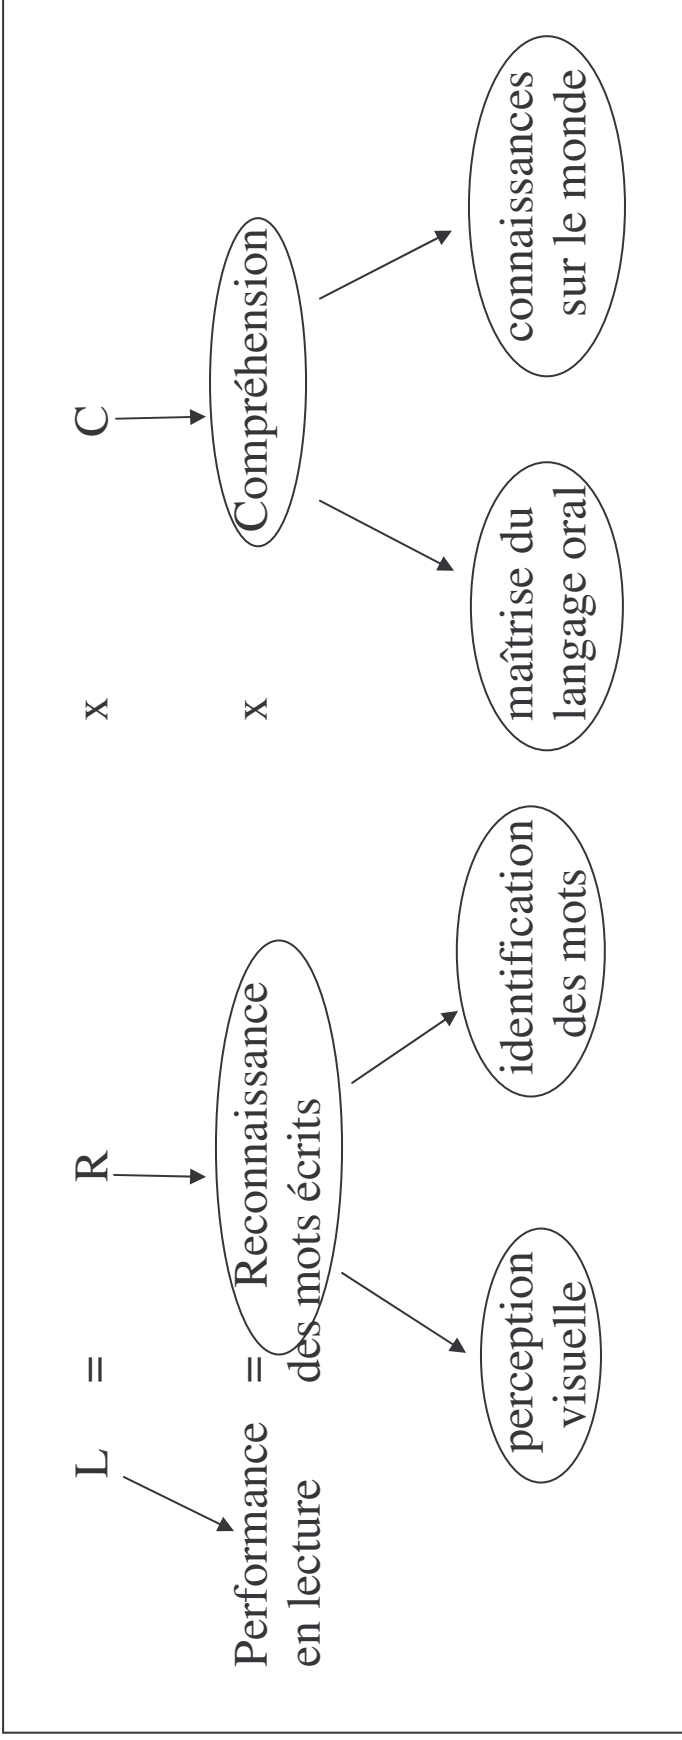 L = R x C
Performance = Reconnaissance x Compréhension
en lecture des mots écrits
perception identification maîtrise du connaissances
visuelle des mots langage oral sur le monde